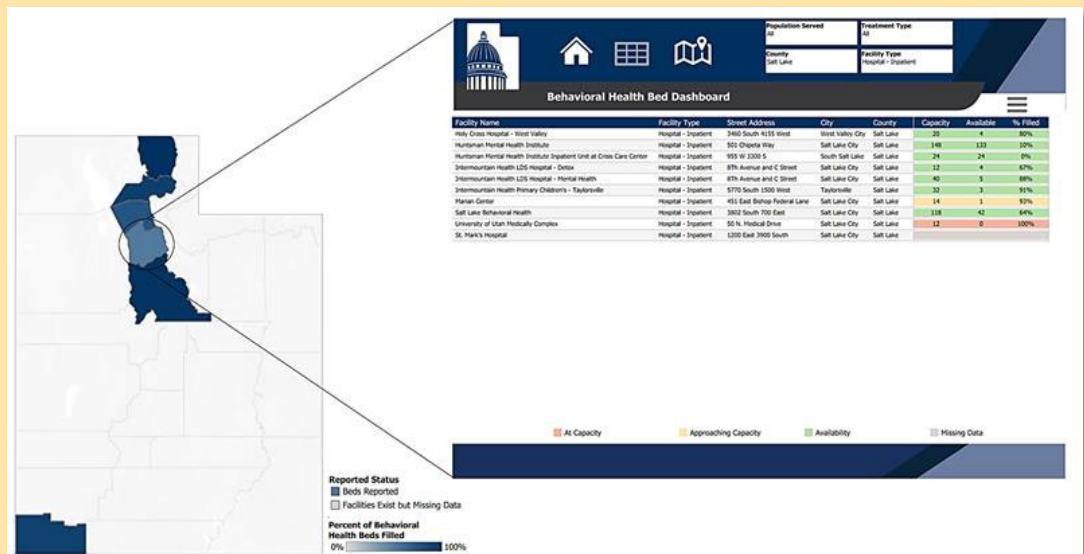 Population Served
All
Treatment Type
All
County
Salt Lake
Facility Type
Hospital - Inpatient
Behavioral Health Bed Dashboard
Facility Name Facility Type Street Address City County Capacity Available % Filled
Holy Cross Hospital - West Valley Hospital - Inpatient 3460 South 4155 West West Valley City Salt Lake 20 4 80%
Huntsman Mental Health Institute Hospital - Inpatient 501 Chipeta Way Salt Lake City Salt Lake 148 133 10%
Huntsman Mental Health Institute Inpatient Unit at Crisis Care Center Hospital - Inpatient 955 W 3300 S South Salt Lake Salt Lake 24 24 0%
Intermountain Health LDS Hospital - Detox Hospital - Inpatient 8Th Avenue and C Street Salt Lake City Salt Lake 12 4 67%
Intermountain Health LDS Hospital - Mental Health Hospital - Inpatient 8Th Avenue and C Street Salt Lake City Salt Lake 40 5 88%
Intermountain Health Primary Children's - Taylorsville Hospital - Inpatient 5770 South 1500 West Taylorsville Salt Lake 32 3 91%
Marian Center Hospital - Inpatient 451 East Bishop Federal Lane Salt Lake City Salt Lake 14 1 93%
Salt Lake Behavioral Health Hospital - Inpatient 3802 South 700 East Salt Lake City Salt Lake 118 42 64%
University of Utah Medically Complex Hospital - Inpatient 50 N. Medical Drive Salt Lake City Salt Lake 12 0 100%
St. Mark's Hospital Hospital - Inpatient 1200 East 3900 South Salt Lake City Salt Lake
At Capacity Approaching Capacity Availability Missing Data
Reported Status
Beds Reported
Facilities Exist but Missing Data
Percent of Behavioral
Health Beds Filled
0% 100%